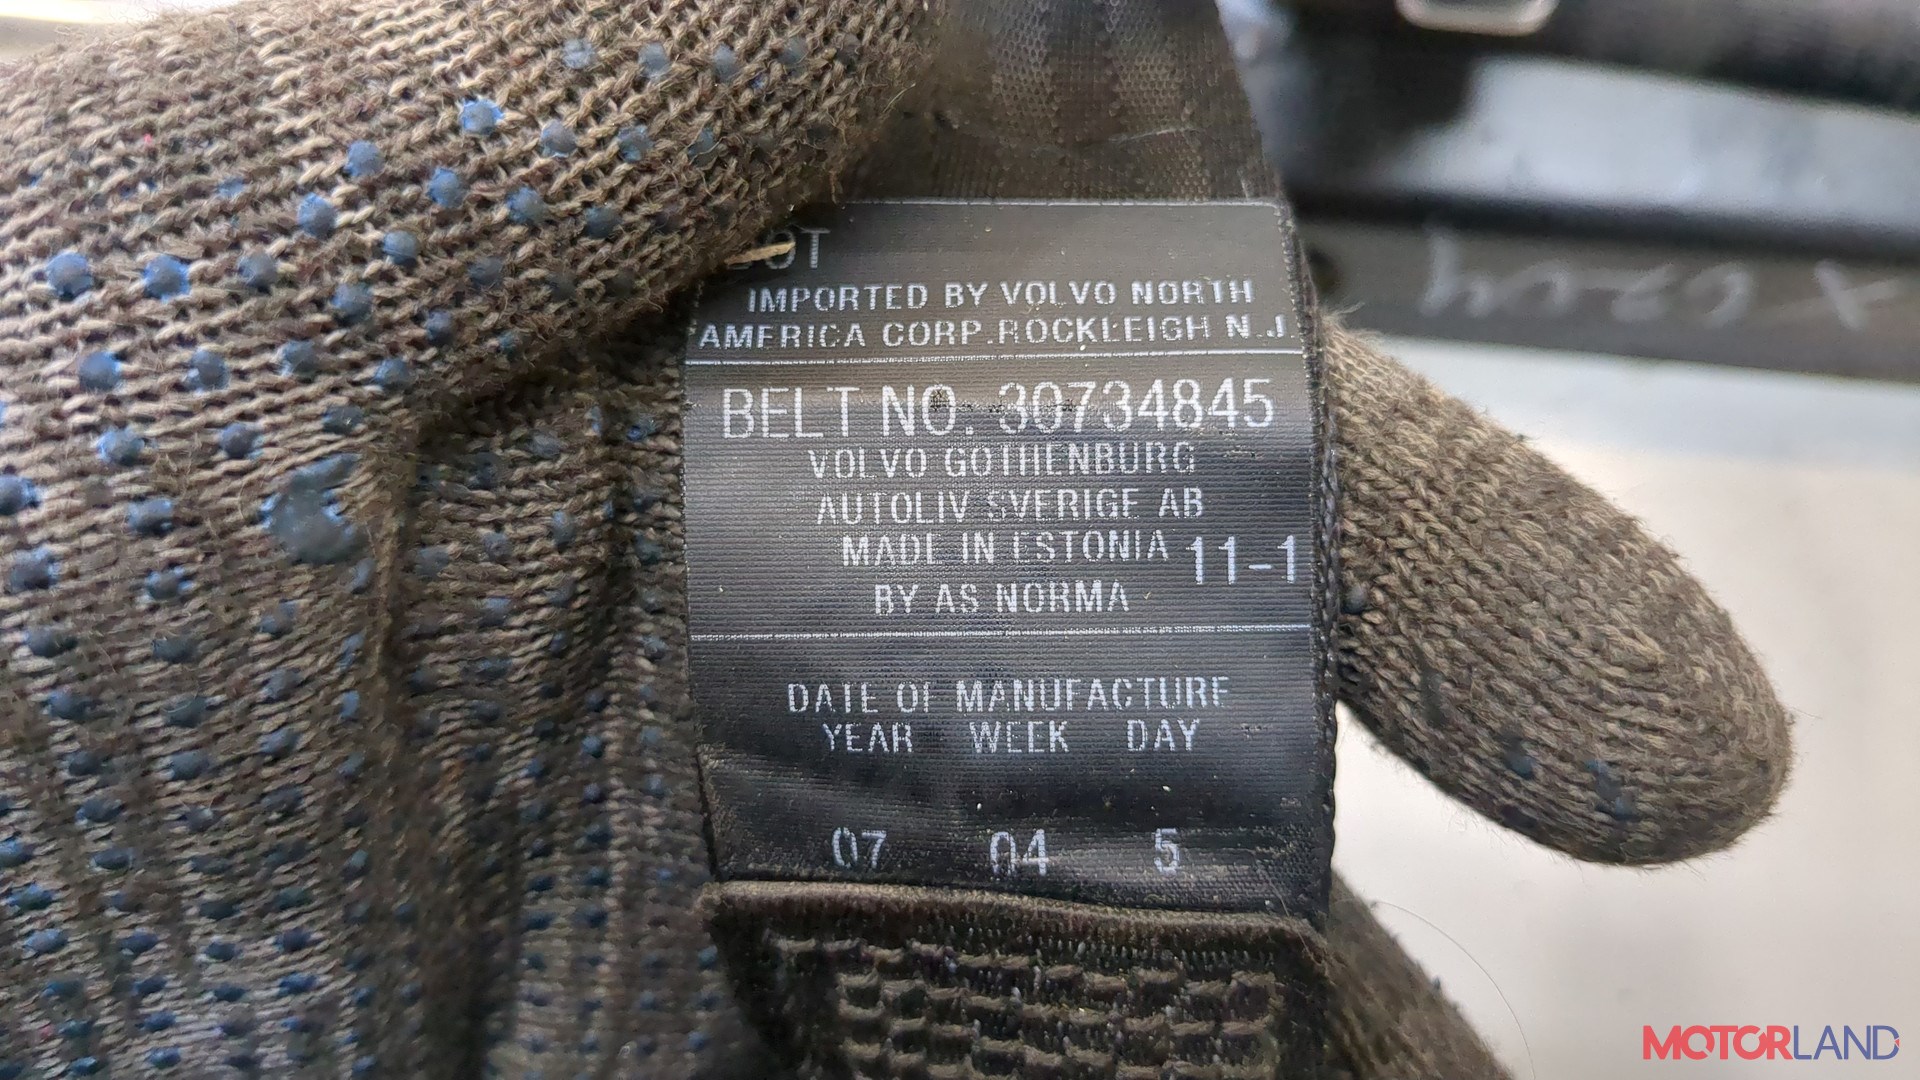 IMPORTED BY VOLVO NORTH
AMERICA CORP.ROCKLEIGH N.J.
BELT NO. 30734845
VOLVO GOTHENBURG
AUTOLIV SVERIGE AB
MADE IN ESTONIA 11-1
BY AS NORMA
DATE OF MANUFACTURE
YEAR WEEK DAY
07 04 5
MOTORLAND